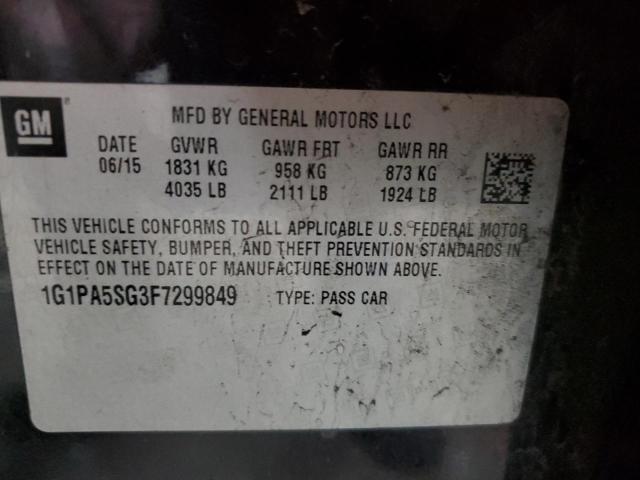 GM ®
MFD BY GENERAL MOTORS LLC
DATE GVWR GAWR FRT GAWR RR
06/15 1831 KG 958 KG 873 KG
4035 LB 2111 LB 1924 LB
THIS VEHICLE CONFORMS TO ALL APPLICABLE U.S. FEDERAL MOTOR
VEHICLE SAFETY, BUMPER, AND THEFT PREVENTION STANDARDS IN
EFFECT ON THE DATE OF MANUFACTURE SHOWN ABOVE.
1G1PA5SG3F7299849 TYPE: PASS CAR